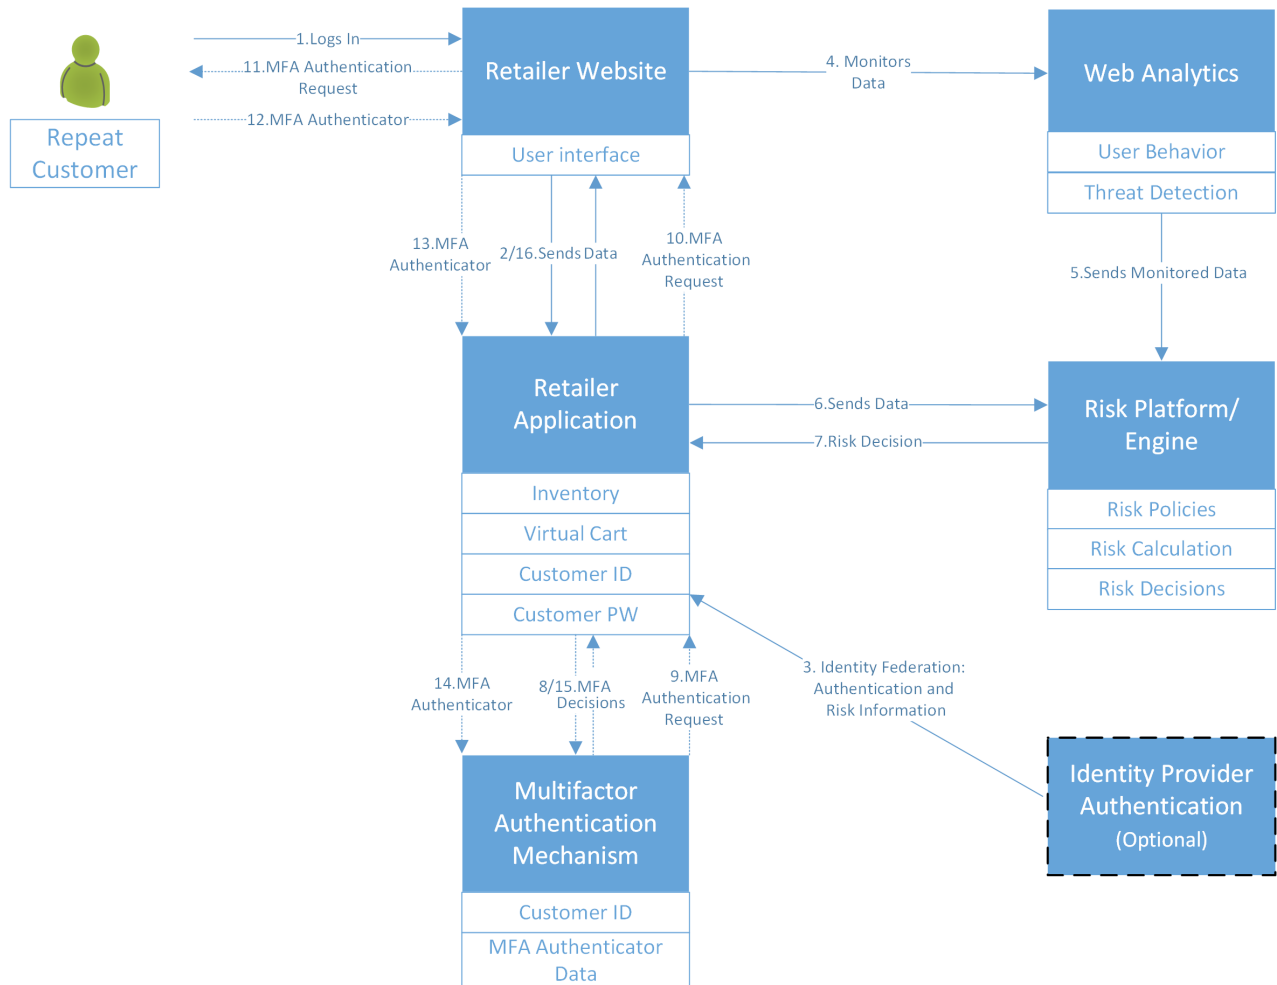 1.Logs In
11.MFA Authentication
Request
12.MFA Authenticator
Repeat
Customer
Retailer Website
User interface
4. Monitors
Data
Web Analytics
User Behavior
Threat Detection
13.MFA
Authenticator
2/16.Sends Data
10.MFA
Authentication
Request
5.Sends Monitored Data
Retailer
Application
Inventory
Virtual Cart
Customer ID
Customer PW
6.Sends Data
7.Risk Decision
Risk Platform/
Engine
Risk Policies
Risk Calculation
Risk Decisions
14.MFA
Authenticator
8/15.MFA
Decisions
9.MFA
Authentication
Request
3. Identity Federation:
Authentication and
Risk Information
Multifactor
Authentication
Mechanism
Customer ID
MFA Authenticator
Data
Identity Provider
Authentication
(Optional)